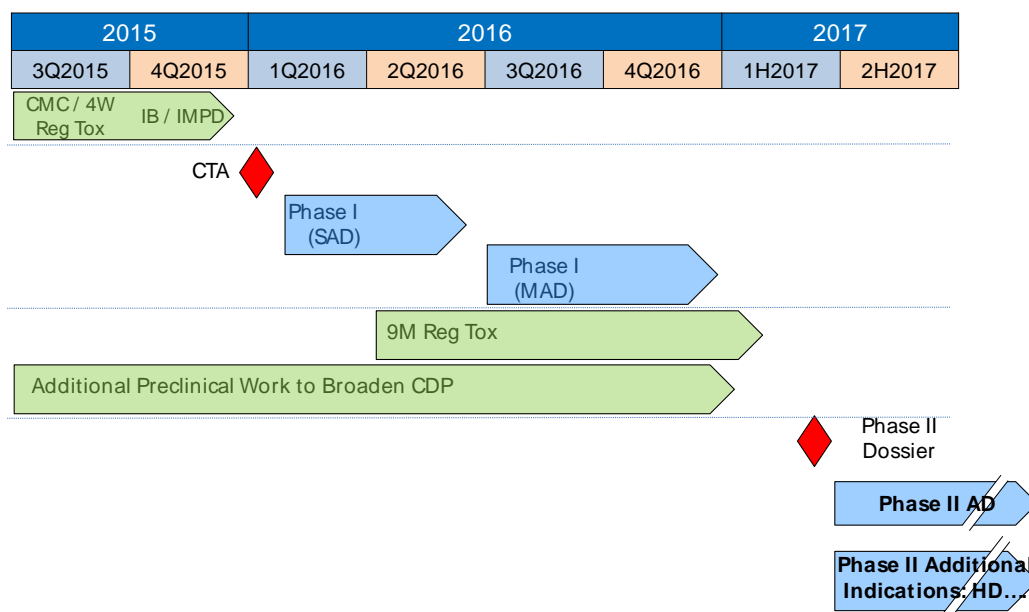 2015 2016 2017
3Q2015 4Q2015 1Q2016 2Q2016 3Q2016 4Q2016 1H2017 2H2017
CMC / 4W IB / IMPD
Reg Tox
CTA
Phase I
(SAD)
Phase I
(MAD)
9M Reg Tox
Additional Preclinical Work to Broaden CDP
Phase II
Dossier
Phase II AD
Phase II Additional
Indications: HD…